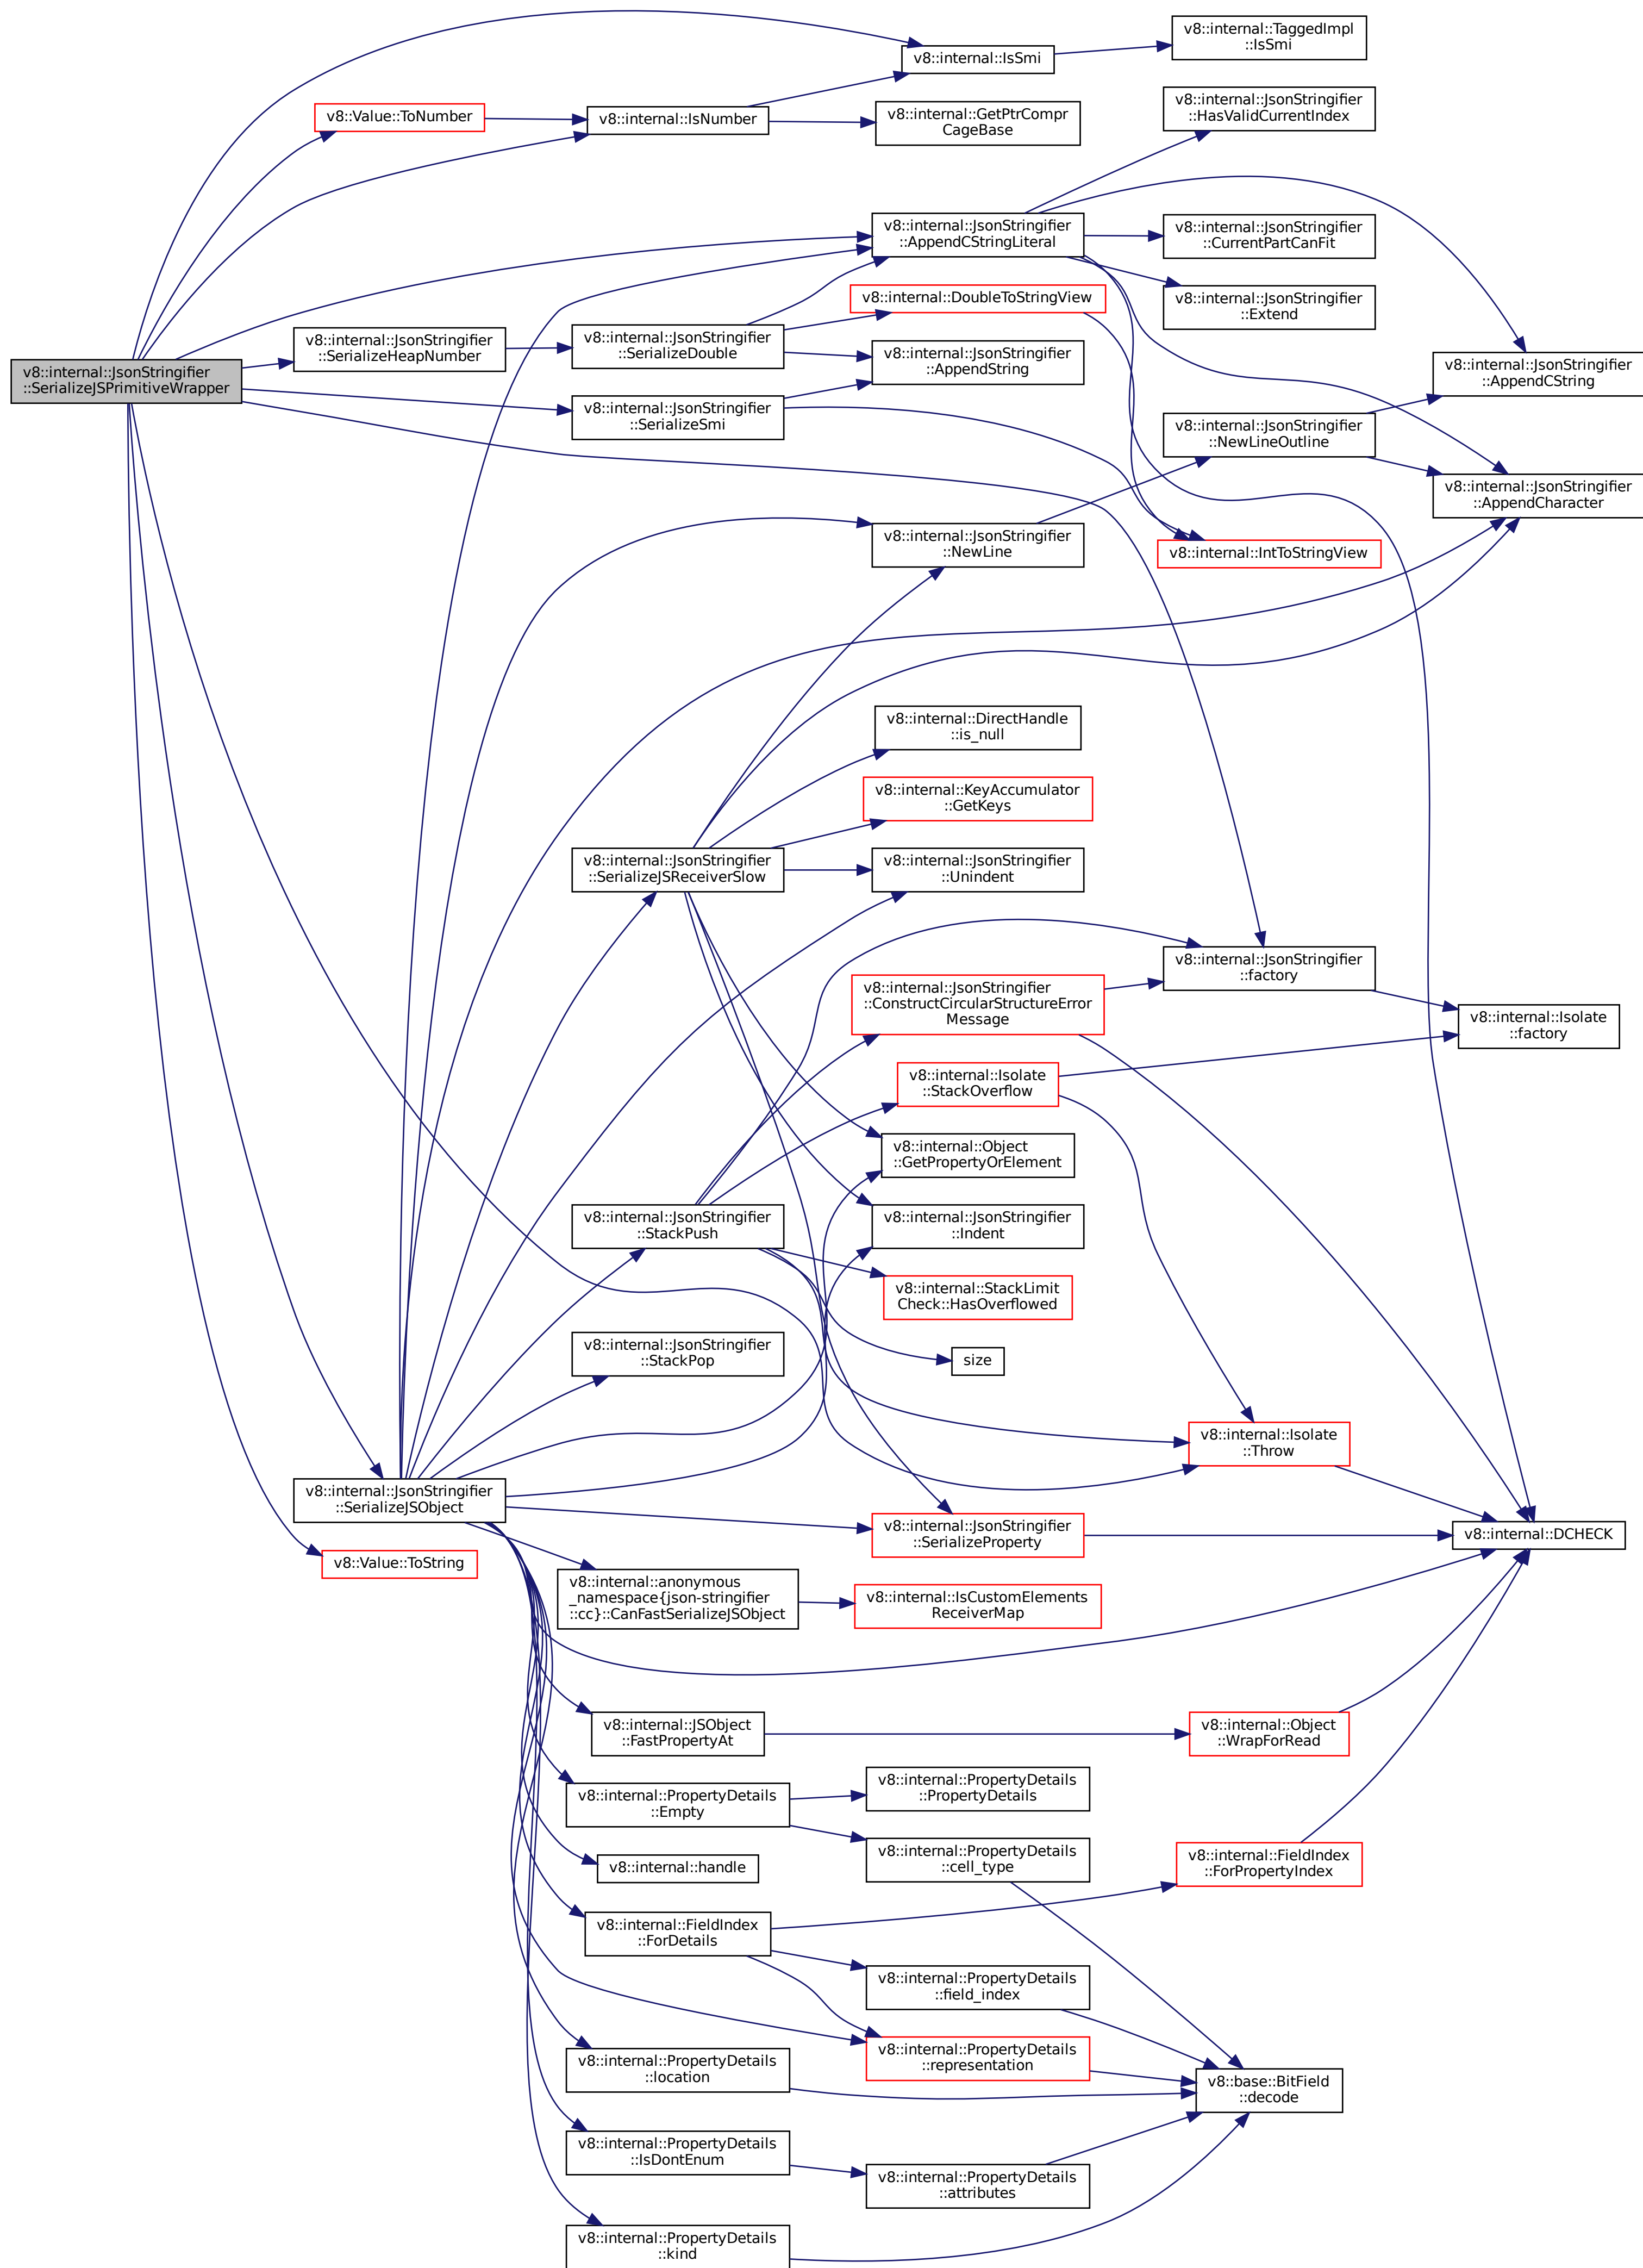 v8::internal::TaggedImpl
::IsSmi
v8::internal::IsSmi
v8::internal::JsonStringifier
::HasValidCurrentIndex
v8::Value::ToNumber
v8::internal::IsNumber
v8::internal::GetPtrCompr
CageBase
v8::internal::JsonStringifier
::AppendCStringLiteral
v8::internal::JsonStringifier
::CurrentPartCanFit
v8::internal::DoubleToStringView
v8::internal::JsonStringifier
::Extend
v8::internal::JsonStringifier
::SerializeJSPrimitiveWrapper
v8::internal::JsonStringifier
::SerializeHeapNumber
v8::internal::JsonStringifier
::SerializeDouble
v8::internal::JsonStringifier
::AppendString
v8::internal::JsonStringifier
::AppendCString
v8::internal::JsonStringifier
::SerializeSmi
v8::internal::JsonStringifier
::NewLineOutline
v8::internal::JsonStringifier
::AppendCharacter
v8::internal::JsonStringifier
::NewLine
v8::internal::IntToStringView
v8::internal::DirectHandle
::is_null
v8::internal::KeyAccumulator
::GetKeys
v8::internal::JsonStringifier
::SerializeJSReceiverSlow
v8::internal::JsonStringifier
::Unindent
v8::internal::JsonStringifier
::factory
v8::internal::JsonStringifier
::ConstructCircularStructureError
Message
v8::internal::Isolate
::factory
v8::internal::Isolate
::StackOverflow
v8::internal::Object
::GetPropertyOrElement
v8::internal::JsonStringifier
::StackPush
v8::internal::JsonStringifier
::Indent
v8::internal::StackLimit
Check::HasOverflowed
v8::internal::JsonStringifier
::StackPop
size
v8::internal::Isolate
::Throw
v8::internal::JsonStringifier
::SerializeJSObject
v8::internal::JsonStringifier
::SerializeProperty
v8::internal::DCHECK
v8::Value::ToString
v8::internal::anonymous
_namespace{json-stringifier
::cc}::CanFastSerializeJSObject
v8::internal::IsCustomElements
ReceiverMap
v8::internal::JSObject
::FastPropertyAt
v8::internal::Object
::WrapForRead
v8::internal::PropertyDetails
::Empty
v8::internal::PropertyDetails
::PropertyDetails
v8::internal::PropertyDetails
::cell_type
v8::internal::handle
v8::internal::FieldIndex
::ForPropertyIndex
v8::internal::FieldIndex
::ForDetails
v8::internal::PropertyDetails
::field_index
v8::internal::PropertyDetails
::representation
v8::internal::PropertyDetails
::location
v8::base::BitField
::decode
v8::internal::PropertyDetails
::IsDontEnum
v8::internal::PropertyDetails
::attributes
v8::internal::PropertyDetails
::kind